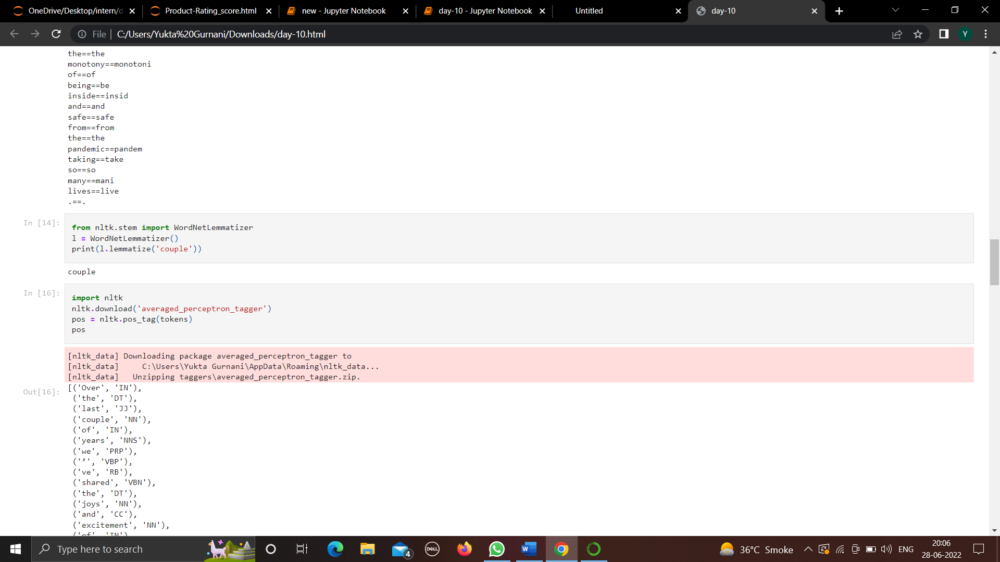 OneDrive/Desktop/intern/d
Product-Rating_score.html
new - Jupyter Notebook
day-10 - Jupyter Notebook
Untitled
day-10
File
C:/Users/Yukta%20Gurnani/Downloads/day-10.html
Y
the==the
monotony==monotoni
of==of
being==be
inside==insid
and==and
safe==safe
from==from
the==the
pandemic==pandem
taking==take
so==so
many==mani
lives==live
.==.
In [14]:
from nltk.stem import WordNetLemmatizer
l = WordNetLemmatizer()
print(l.lemmatize('couple'))
couple
In [16]:
import nltk
nltk.download('averaged_perceptron_tagger')
pos = nltk.pos_tag(tokens)
pos
[nltk_data] Downloading package averaged_perceptron_tagger to
[nltk_data]     C:\Users\Yukta Gurnani\AppData\Roaming\nltk_data...
[nltk_data]   Unzipping taggers\averaged_perceptron_tagger.zip.
Out[16]:
[('Over', 'IN'),
('the', 'DT'),
('last', 'JJ'),
('couple', 'NN'),
('of', 'IN'),
('years', 'NNS'),
('we', 'PRP'),
('’', 'VBP'),
('ve', 'RB'),
('shared', 'VBN'),
('the', 'DT'),
('joys', 'NN'),
('and', 'CC'),
('excitement', 'NN'),
('of', 'IN')
Type here to search
4
DELL
W
36°C Smoke
ENG
20:06
28-06-2022